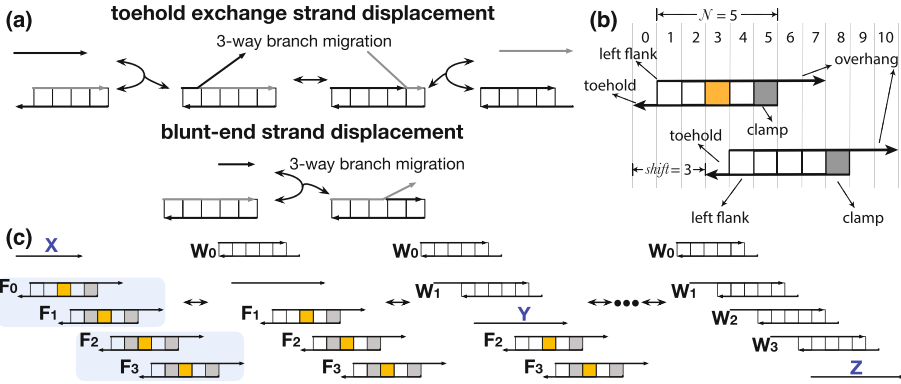 (a)
toehold exchange strand displacement
3-way branch migration
blunt-end strand displacement
3-way branch migration
(b)
N = 5
0 1 2 3 4 5 6 7 8 9 10
left flank
overhang
toehold
clamp
toehold
shift = 3
left flank
clamp
(c)
X
W0
W0
W0
F0
F1
F2
F3
F1
F2
F3
W1
Y
F2
F3
W1
W2
W3
Z